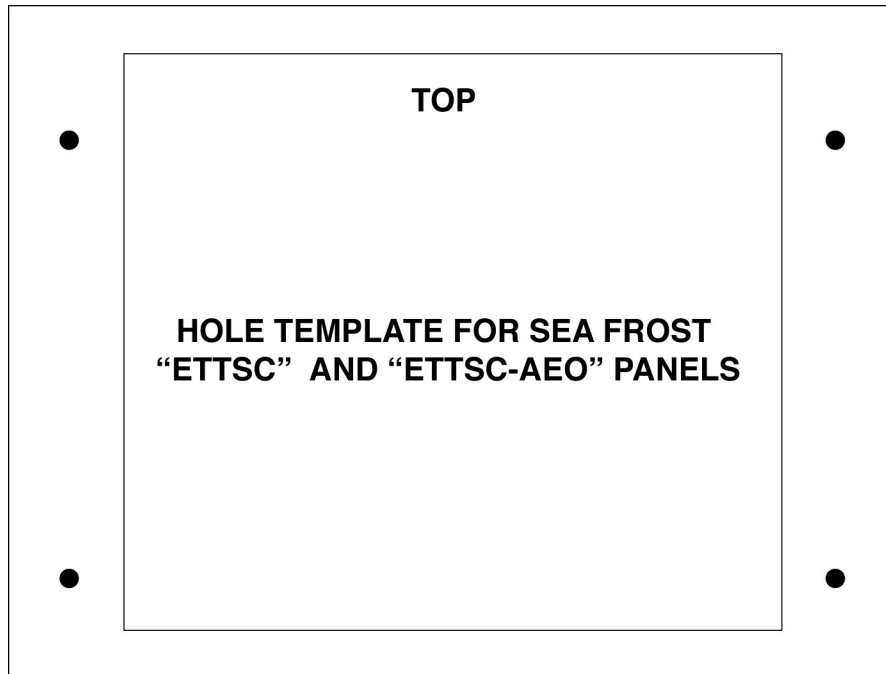 TOP
HOLE TEMPLATE FOR SEA FROST
“ETTSC”  AND “ETTSC-AEO” PANELS